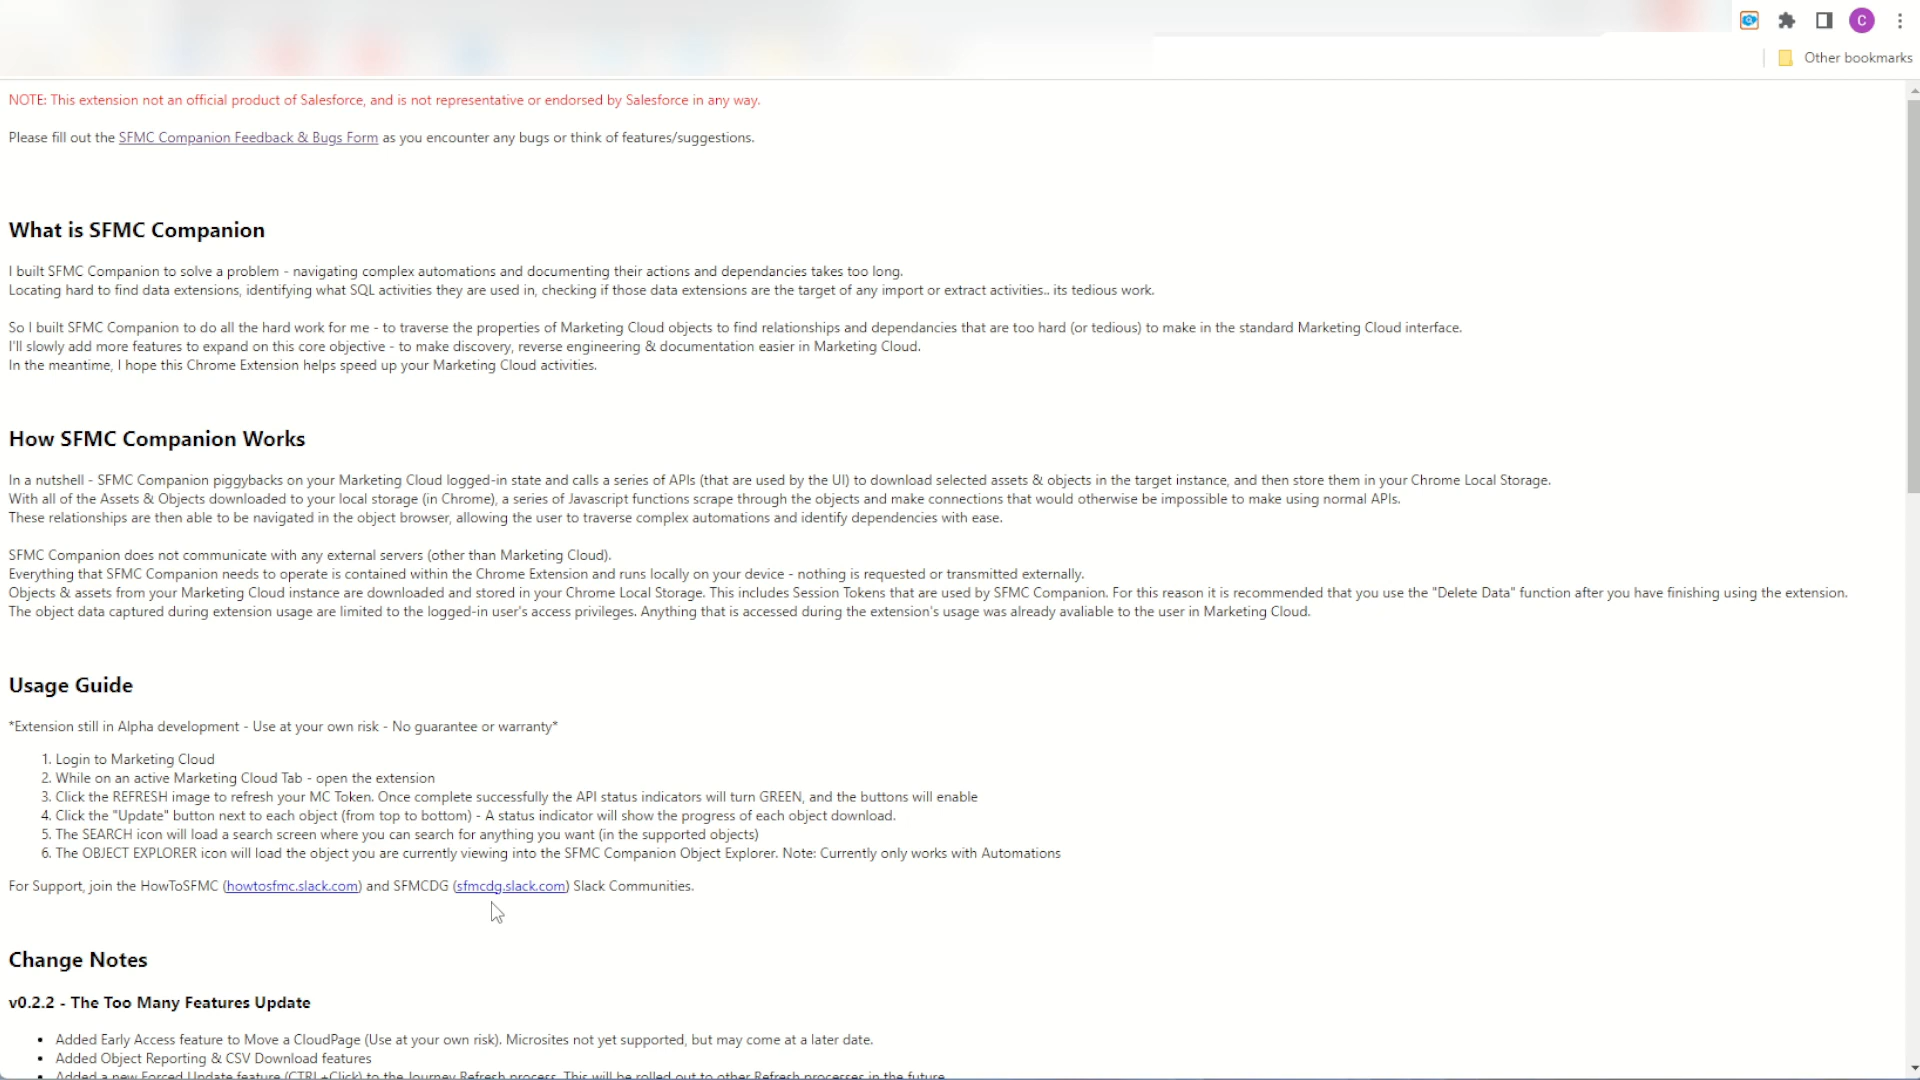 C
Other bookmarks
NOTE: This extension not an official product of Salesforce, and is not representative or endorsed by Salesforce in any way.
Please fill out the SFMC Companion Feedback & Bugs Form as you encounter any bugs or think of features/suggestions.
What is SFMC Companion
I built SFMC Companion to solve a problem - navigating complex automations and documenting their actions and dependancies takes too long.
Locating hard to find data extensions, identifying what SQL activities they are used in, checking if those data extensions are the target of any import or extract activities.. its tedious work.
So I built SFMC Companion to do all the hard work for me - to traverse the properties of Marketing Cloud objects to find relationships and dependancies that are too hard (or tedious) to make in the standard Marketing Cloud interface.
I'll slowly add more features to expand on this core objective - to make discovery, reverse engineering & documentation easier in Marketing Cloud.
In the meantime, I hope this Chrome Extension helps speed up your Marketing Cloud activities.
How SFMC Companion Works
In a nutshell - SFMC Companion piggybacks on your Marketing Cloud logged-in state and calls a series of APIs (that are used by the UI) to download selected assets & objects in the target instance, and then store them in your Chrome Local Storage.
With all of the Assets & Objects downloaded to your local storage (in Chrome), a series of Javascript functions scrape through the objects and make connections that would otherwise be impossible to make using normal APIs.
These relationships are then able to be navigated in the object browser, allowing the user to traverse complex automations and identify dependencies with ease.
SFMC Companion does not communicate with any external servers (other than Marketing Cloud).
Everything that SFMC Companion needs to operate is contained within the Chrome Extension and runs locally on your device - nothing is requested or transmitted externally.
Objects & assets from your Marketing Cloud instance are downloaded and stored in your Chrome Local Storage. This includes Session Tokens that are used by SFMC Companion. For this reason it is recommended that you use the "Delete Data" function after you have finishing using the extension.
The object data captured during extension usage are limited to the logged-in user's access privileges. Anything that is accessed during the extension's usage was already avaliable to the user in Marketing Cloud.
Usage Guide
*Extension still in Alpha development - Use at your own risk - No guarantee or warranty*
1. Login to Marketing Cloud
2. While on an active Marketing Cloud Tab - open the extension
3. Click the REFRESH image to refresh your MC Token. Once complete successfully the API status indicators will turn GREEN, and the buttons will enable
4. Click the "Update" button next to each object (from top to bottom) - A status indicator will show the progress of each object download.
5. The SEARCH icon will load a search screen where you can search for anything you want (in the supported objects)
6. The OBJECT EXPLORER icon will load the object you are currently viewing into the SFMC Companion Object Explorer. Note: Currently only works with Automations
For Support, join the HowToSFMC (howtosfmc.slack.com) and SFMCDG (sfmcdg.slack.com) Slack Communities.
Change Notes
v0.2.2 - The Too Many Features Update
• Added Early Access feature to Move a CloudPage (Use at your own risk). Microsites not yet supported, but may come at a later date.
• Added Object Reporting & CSV Download features
• Added a new Forced Update feature (CTRL+Click) to the Journey Refresh process. This will be rolled out to other Refresh processes in the future